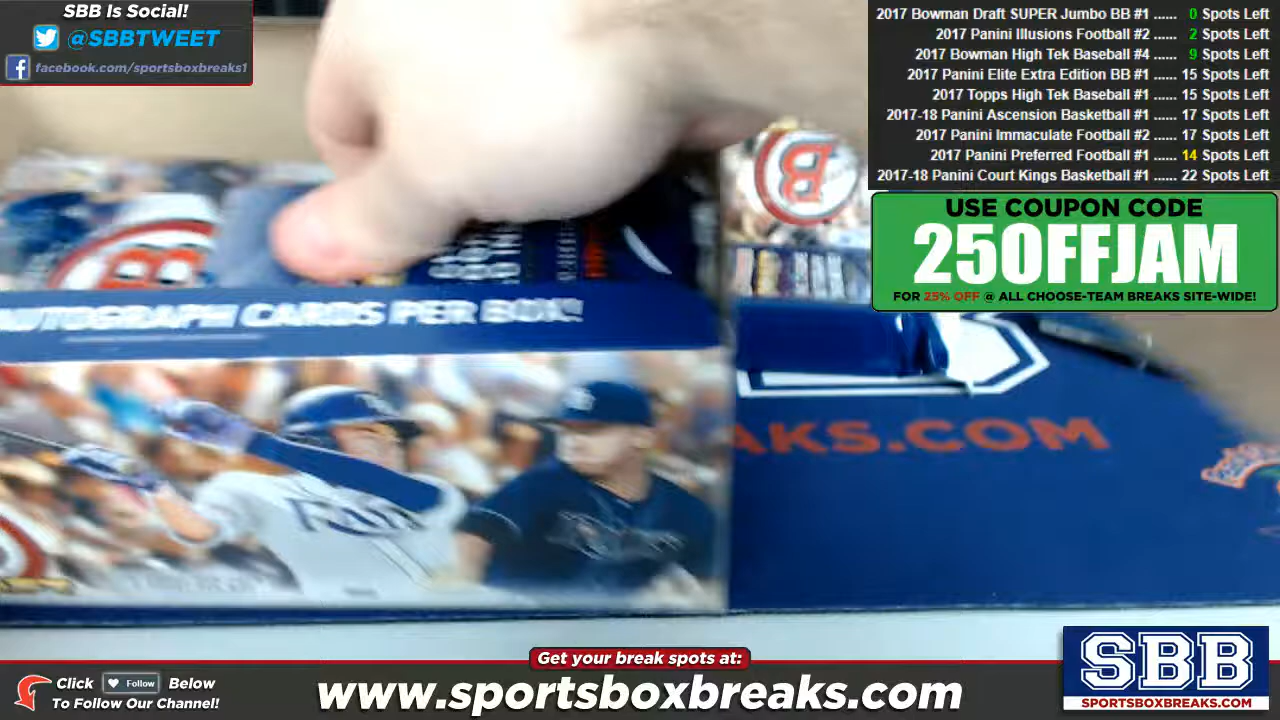 SBB Is Social!
@SBBTWEET
facebook.com/sportsboxbreaks1
2017 Bowman Draft SUPER Jumbo BB #1 ...... 0 Spots Left
2017 Panini Illusions Football #2 ...... 2 Spots Left
2017 Bowman High Tek Baseball #4 ...... 9 Spots Left
2017 Panini Elite Extra Edition BB #1 ...... 15 Spots Left
2017 Topps High Tek Baseball #1 ...... 15 Spots Left
2017-18 Panini Ascension Basketball #1 ...... 17 Spots Left
2017 Panini Immaculate Football #2 ...... 17 Spots Left
2017 Panini Preferred Football #1 ...... 14 Spots Left
2017-18 Panini Court Kings Basketball #1 ...... 22 Spots Left
USE COUPON CODE
25OFFJAM
FOR 25% OFF @ ALL CHOOSE-TEAM BREAKS SITE-WIDE!
B
B
AUTOGRAPH CARDS PER BOX!
AKS.COM
Rays
Get your break spots at:
www.sportsboxbreaks.com
Click Follow Below
To Follow Our Channel!
SBB
SPORTSBOXBREAKS.COM